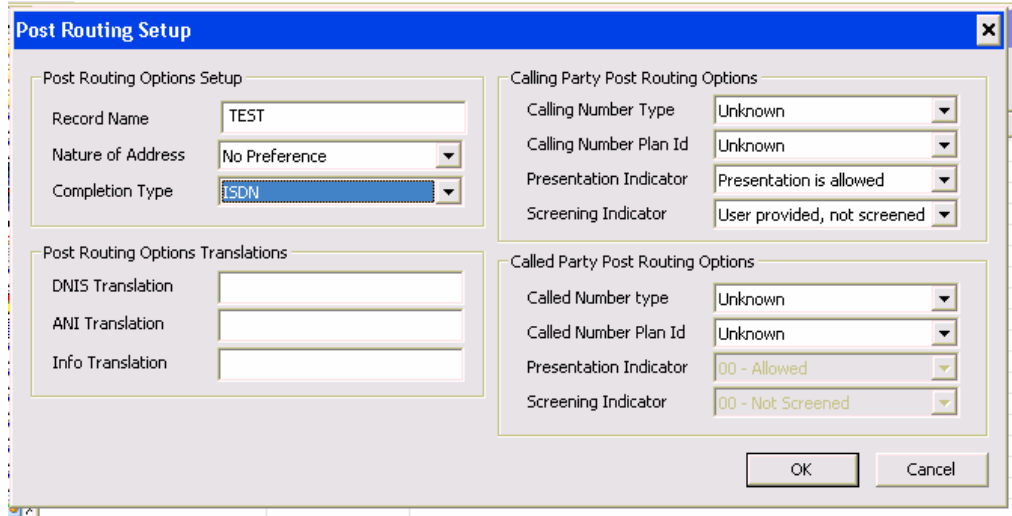 Post Routing Setup
Post Routing Options Setup
Record Name TEST
Nature of Address No Preference
Completion Type ISDN
Post Routing Options Translations
DNIS Translation
ANI Translation
Info Translation
Calling Party Post Routing Options
Calling Number Type Unknown
Calling Number Plan Id Unknown
Presentation Indicator Presentation is allowed
Screening Indicator User provided, not screened
Called Party Post Routing Options
Called Number type Unknown
Called Number Plan Id Unknown
Presentation Indicator 00 - Allowed
Screening Indicator 00 - Not Screened
OK Cancel